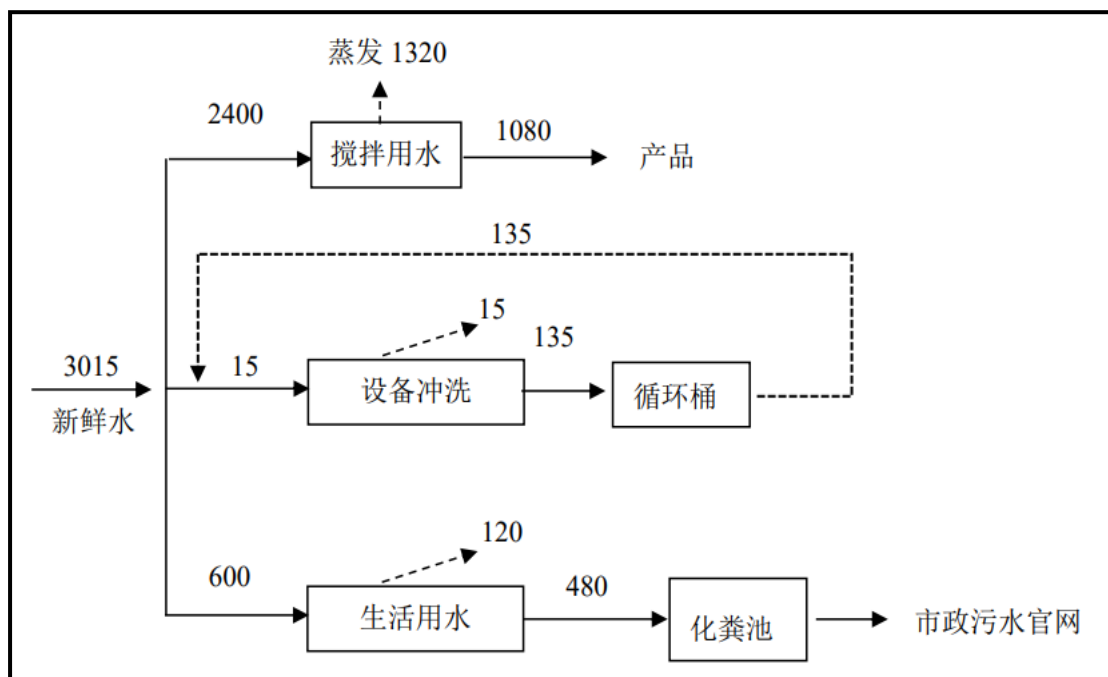 蒸发 1320
2400
搅拌用水
1080
产品
135
3015
新鲜水
15
设备冲洗
15
135
循环桶
600
生活用水
120
480
化粪池
市政污水官网